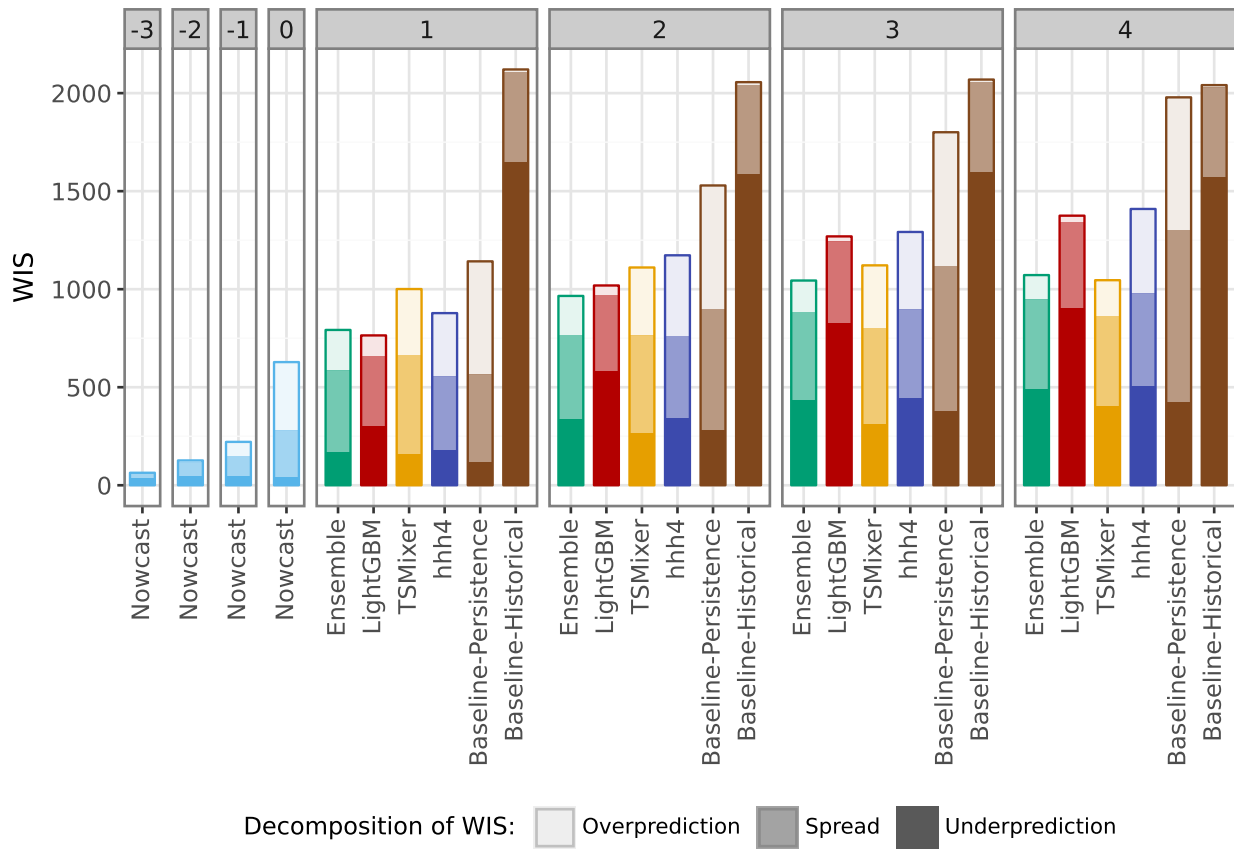 -3 -2 -1 0 1 2 3 4
WIS
2000
1500
1000
500
0
Nowcast Nowcast Nowcast Nowcast Ensemble LightGBM TSMixer hhh4 Baseline-Persistence Baseline-Historical Ensemble LightGBM TSMixer hhh4 Baseline-Persistence Baseline-Historical Ensemble LightGBM TSMixer hhh4 Baseline-Persistence Baseline-Historical Ensemble LightGBM TSMixer hhh4 Baseline-Persistence Baseline-Historical
Decomposition of WIS: Overprediction Spread Underprediction